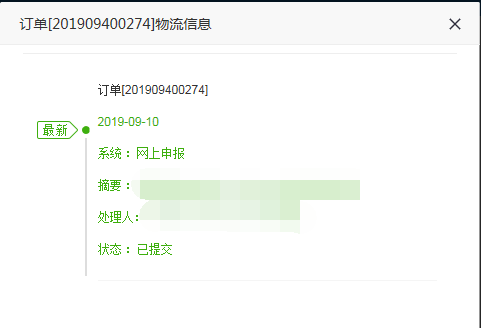 订单[201909400274]物流信息
订单[201909400274]
最新
2019-09-10
系统：网上申报
摘要：
处理人：
状态：已提交